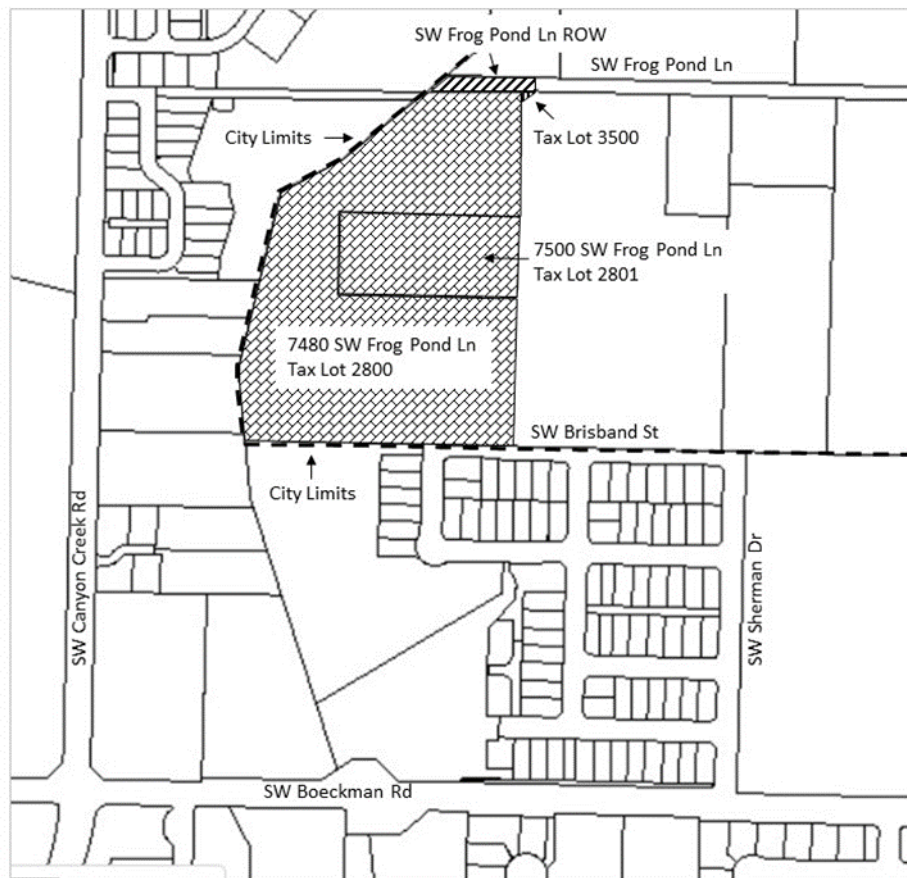 SW Frog Pond Ln ROW
SW Frog Pond Ln
City Limits
Tax Lot 3500
7500 SW Frog Pond Ln
Tax Lot 2801
7480 SW Frog Pond Ln
Tax Lot 2800
SW Brisband St
City Limits
SW Canyon Creek Rd
SW Sherman Dr
SW Boeckman Rd